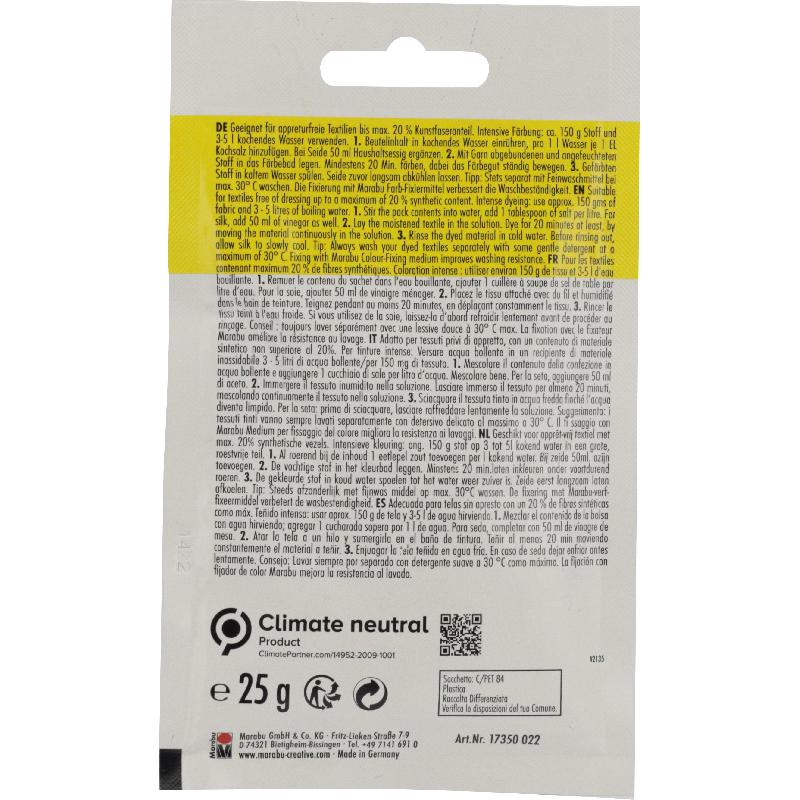 DE Geeignet für appreturfreie Textilien bis max. 20 % Kunstfaseranteil. Intensive Färbung: ca. 150 g Stoff und
3-5 l kochendes Wasser verwenden. 1. Beutelinhalt in kochendes Wasser einrühren, pro 1 l Wasser je 1 EL
Kochsalz hinzufügen. Bei Seide 50 ml Haushaltsessig ergänzen. 2. Mit Garn abgebundenen und angefeuchteten
Stoff in das Färbebad legen. Mindestens 20 Min. färben, dabei das Färbegut ständig bewegen. 3. Gefärbten
Stoff in kaltem Wasser spülen. Seide zuvor langsam abkühlen lassen. Tipp: Stets separat mit Feinwaschmittel bei
max. 30° C waschen. Die Fixierung mit Marabu Farb-Fixiermittel verbessert die Waschbeständigkeit. EN Suitable
for textiles free of dressing up to a maximum of 20 % synthetic content. Intense dyeing: use approx. 150 gms of
fabric and 3 - 5 litres of boiling water. 1. Stir the pack contents into water, add 1 tablespoon of salt per litre. For
silk, add 50 ml of vinegar as well. 2. Lay the moistened textile in the solution. Dye for 20 minutes at least, by
moving the material continuously in the solution. 3. Rinse the dyed material in cold water. Before rinsing out,
allow silk to slowly cool. Tip: Always wash your dyed textiles separately with some gentle detergent at a
maximum of 30° C. Fixing with Marabu Colour-Fixing medium improves washing resistance. FR Pour les textiles
contenant maximum 20 % de fibres synthétiques. Coloration intense : utiliser environ 150 g de tissu et 3-5 l d'eau
bouillante. 1. Remuer le contenu du sachet dans l'eau bouillante, ajouter 1 cuillère à soupe de sel de table par
litre d'eau. Pour la soie, ajouter 50 ml de vinaigre ménager. 2. Placez le tissu attaché avec du fil et humidité
dans le bain de teinture. Teignez pendant au moins 20 minutes, en déplaçant constamment le tissu. 3. Rincer le
tissu teint à l'eau froide. Si vous utilisez de la soie, laissez-la d'abord refroidir lentement avant de procéder au
rinçage. Conseil : toujours laver séparément avec une lessive douce à 30° C max. La fixation avec le fixateur
Marabu améliore la résistance au lavage. IT Adatto per tessuti privi di appretto, con un contenuto di materiale
sintetico non superiore al 20%. Per tinture intense: Versare acqua bollente in un recipiente di materiale
inassidabile 3 - 5 litri di acqua bollente/per 150 mg di tessuto. 1. Mescolare il contenuto della confezione in
acqua bollente e aggiungere 1 cucchiaio di sale per litro d'acqua. Mescolare bene. Per la seta, aggiungere 50 ml
di aceto. 2. Immergere il tessuto inumidito nella soluzione. Lasciare immerso il tessuto per almeno 20 minuti,
mescolando continuamente il tessuto nella soluzione. 3. Sciacquare il tessuto tinto in acqua fredda finché l'acqua
diventa limpida. Per la seta: prima di sciacquare, lasciare raffreddare lentamente la soluzione. Suggerimento: i
tessuti tinti vanno sempre lavati separatamente con detersivo delicato al massimo a 30° C. Il fissaggio con
Marabu Medium per fissaggio del colore migliora la resistenza ai lavaggi. NL Geschikt voor apprêt-vrij textiel met
max. 20% synthetische vezels. Intensieve kleuring: ong. 150 g stof op 3 tot 5l kokend water in een grote,
roestvrije teil. 1. Al roerend bij de inhoud 1 eetlepel zout toevoegen per l kokend water. Bij zeide 50ml. azijn
toevoegen. 2. De vochtige stof in het kleurbad leggen. Minstens 20 min.laten inkleuren onder voortdurend
roeren. 3. De gekleurde stof in koud water spoelen tot het water weer zuiver is. Zeide eerst langzaam laten
afkoelen. Tip: Steeds afzonderlijk met fijnwas middel op max. 30°C wassen. De fixering met Marabu-verf-
fixeermiddel verbetert de wasbestendigheid. ES Adecuada para telas sin apresto con un 20 % de fibras sintéticas
como máx. Teñido intenso: usar aprox. 150 g de tela y 3-5 l de agua hirviendo. 1. Mezclar el contenido de la bolsa
con agua hirviendo; agregar 1 cucharada sopera por 1 l de agua. Para seda, completar con 50 ml de vinagre de
mesa. 2. Atar la tela a un hilo y sumergirla en el baño de tintura. Teñir al menos 20 min moviendo
constantemente el material a teñir. 3. Enjuagar la tela teñida en agua fría. En caso de seda dejar enfriar antes
lentamente. Consejo: Lavar siempre por separado con detergente suave a 30 °C como máximo. La fijación con
fijador de color Marabu mejora la resistencia al lavado.
Climate neutral
Product
ClimatePartner.com/14952-2009-1001
V2135
℮ 25 g
Sacchetto: C/PET 84
Plastica
Raccolta Differenziata
Verifica le disposizioni del tuo Comune.
Marabu
Marabu GmbH & Co. KG · Fritz-Lieken Straße 7-9
D-74321 Bietigheim-Bissingen · Tel. +49 7141 691 0
www.marabu-creative.com · Made in Germany
Art.Nr. 17350 022